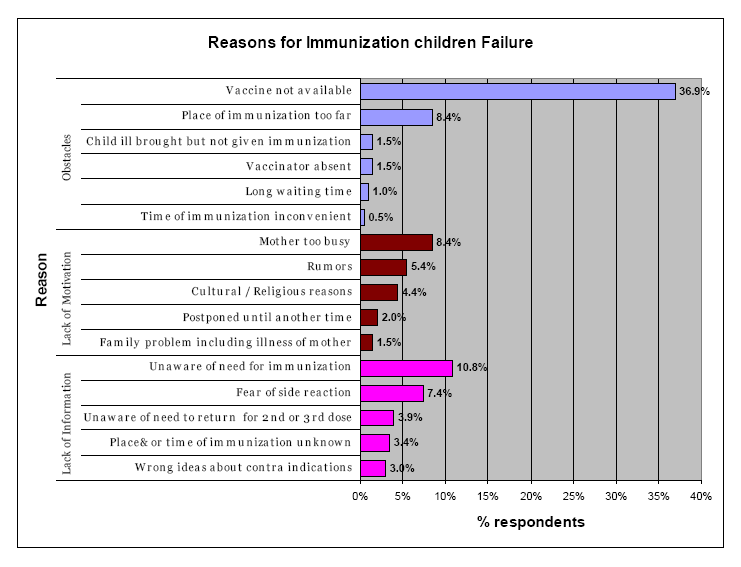 Reasons for Immunization children Failure
Reason
Obstacles
Vaccine not available 36.9%
Place of immunization too far 8.4%
Child ill brought but not given immunization 1.5%
Vaccinator absent 1.5%
Long waiting time 1.0%
Time of immunization inconvenient 0.5%
Lack of Motivation
Mother too busy 8.4%
Rumors 5.4%
Cultural / Religious reasons 4.4%
Postponed until another time 2.0%
Family problem including illness of mother 1.5%
Lack of Information
Unaware of need for immunization 10.8%
Fear of side reaction 7.4%
Unaware of need to return for 2nd or 3rd dose 3.9%
Place& or time of immunization unknown 3.4%
Wrong ideas about contra indications 3.0%
0% 5% 10% 15% 20% 25% 30% 35% 40%
% respondents